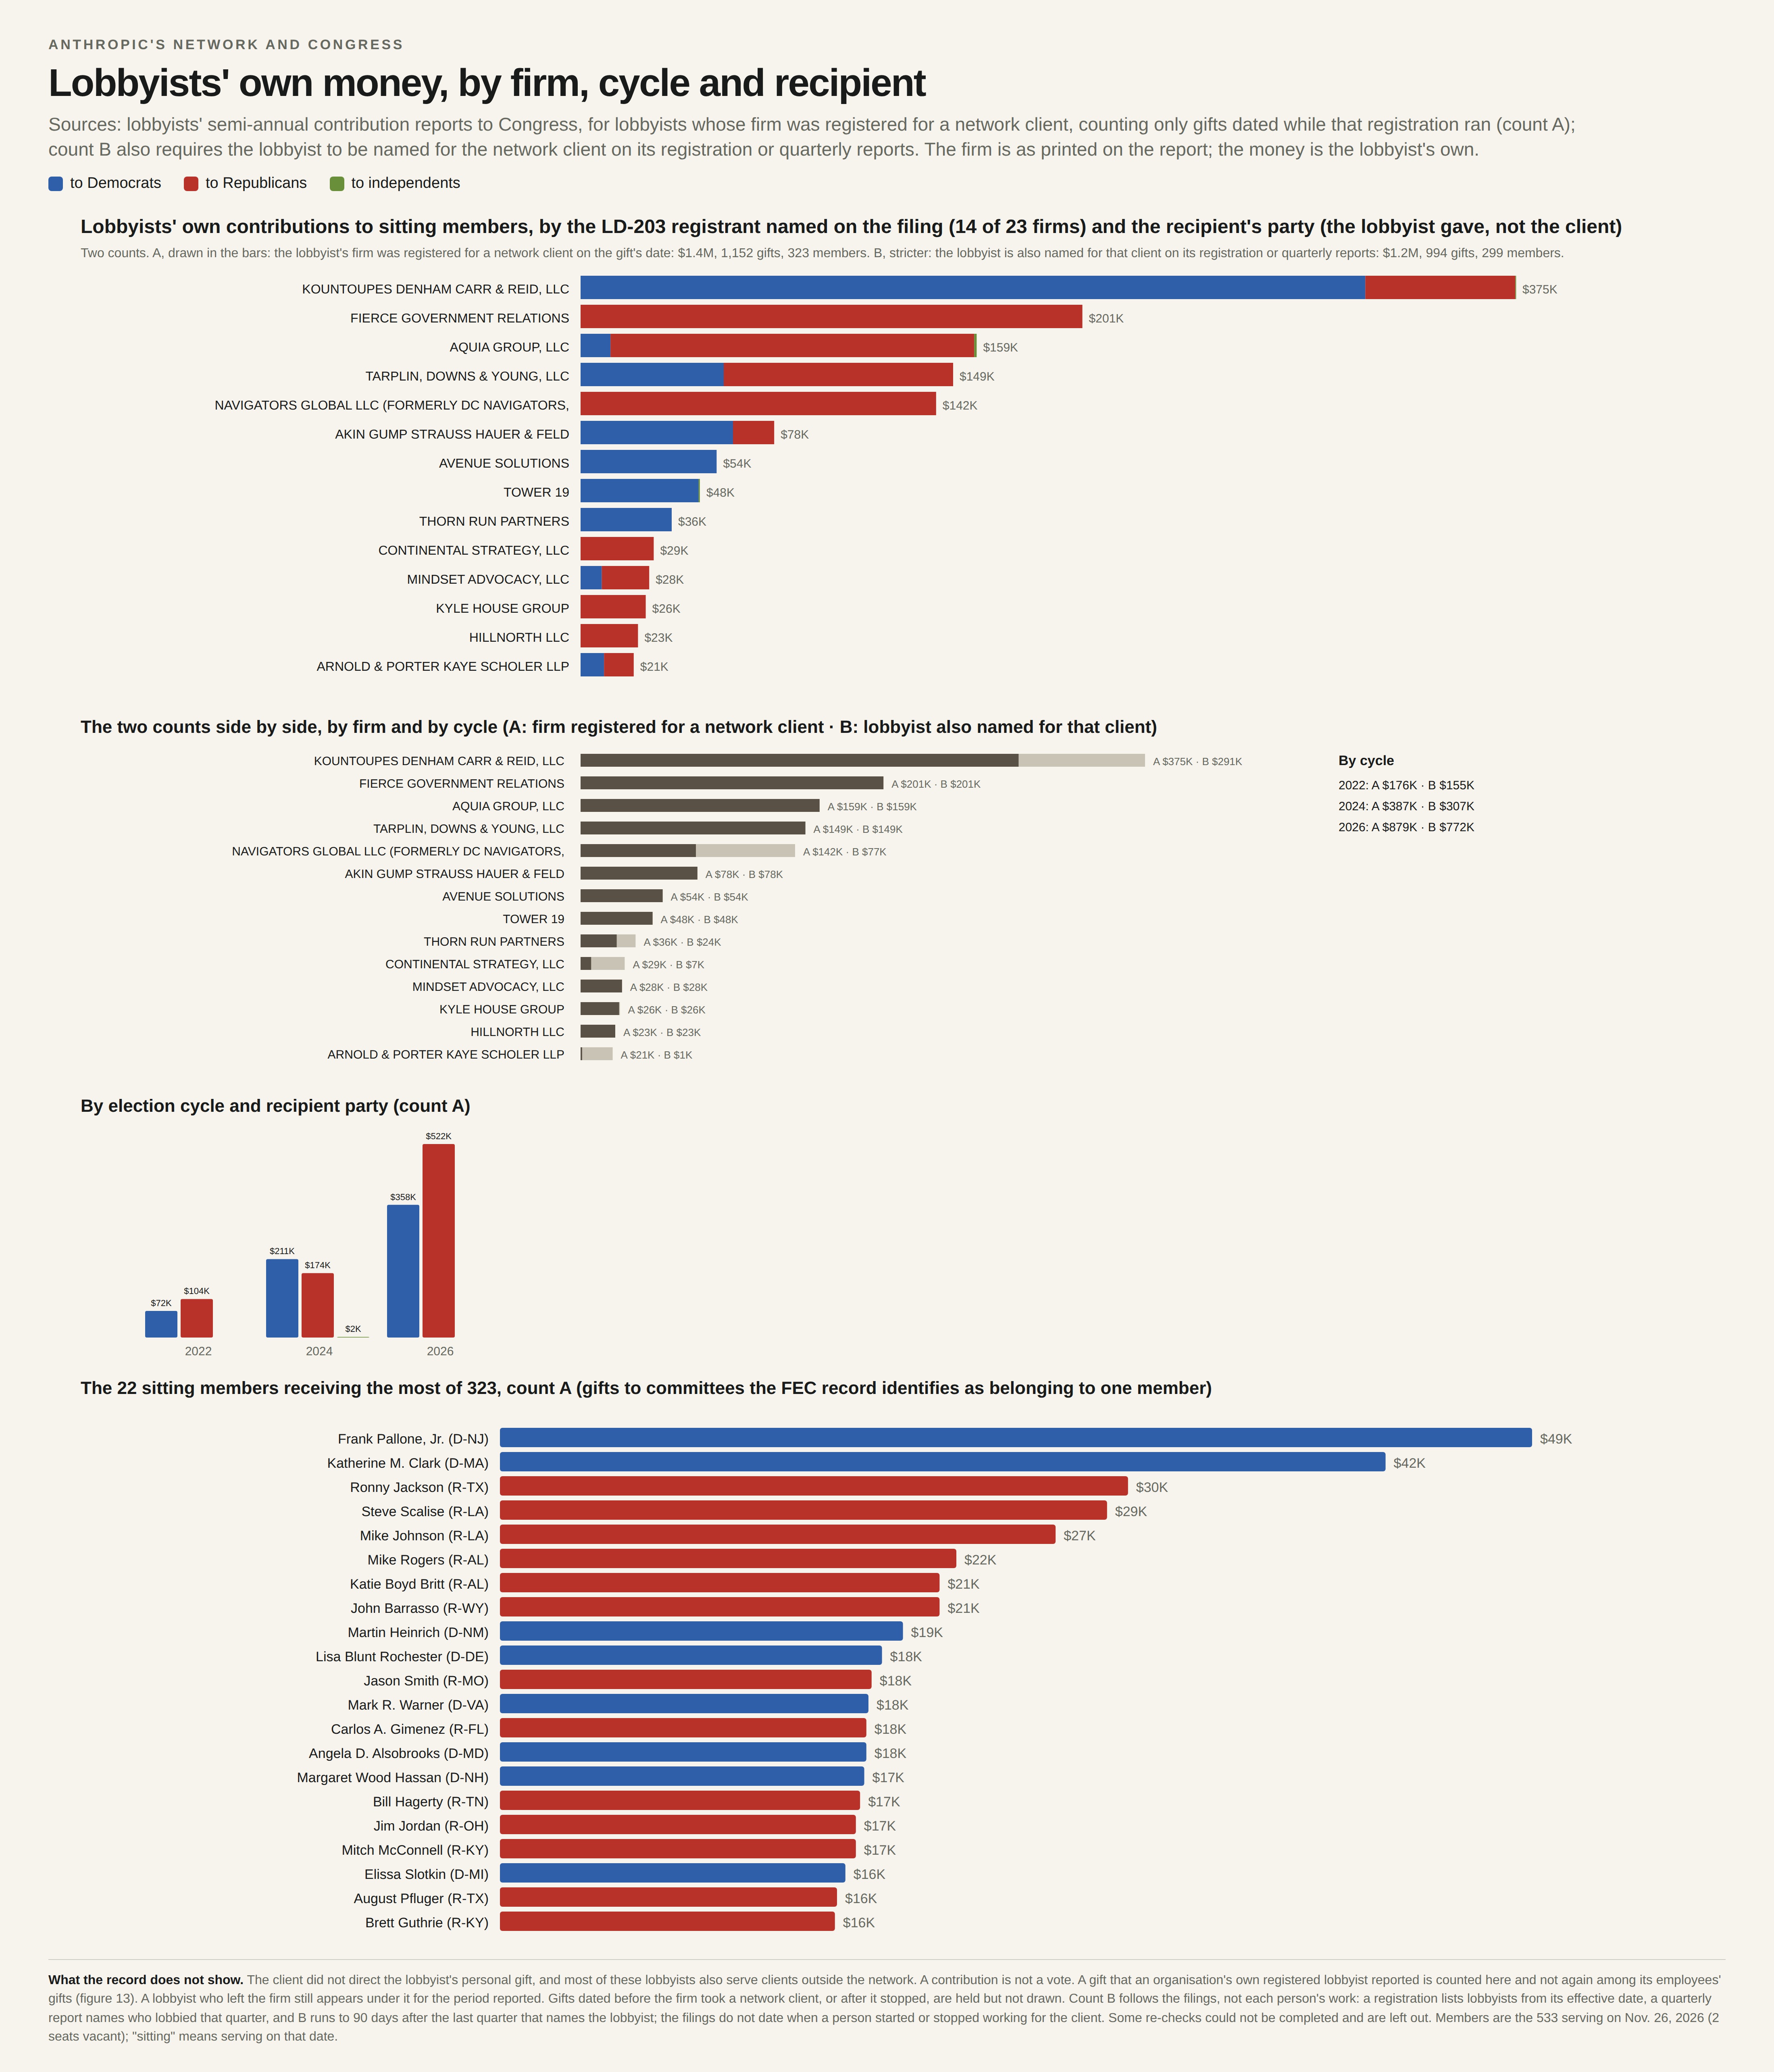 ANTHROPIC'S NETWORK AND CONGRESS
Lobbyists' own money, by firm, cycle and recipient
Sources: lobbyists' semi-annual contribution reports to Congress, for lobbyists whose firm was registered for a network client, counting only gifts dated while that registration ran (count A);
count B also requires the lobbyist to be named for the network client on its registration or quarterly reports. The firm is as printed on the report; the money is the lobbyist's own.
to Democrats to Republicans to independents
Lobbyists' own contributions to sitting members, by the LD-203 registrant named on the filing (14 of 23 firms) and the recipient's party (the lobbyist gave, not the client)
Two counts. A, drawn in the bars: the lobbyist's firm was registered for a network client on the gift's date: $1.4M, 1,152 gifts, 323 members. B, stricter: the lobbyist is also named for that client on its registration or quarterly reports: $1.2M, 994 gifts, 299 members.
KOUNTOUPES DENHAM CARR & REID, LLC $375K
FIERCE GOVERNMENT RELATIONS $201K
AQUIA GROUP, LLC $159K
TARPLIN, DOWNS & YOUNG, LLC $149K
NAVIGATORS GLOBAL LLC (FORMERLY DC NAVIGATORS, $142K
AKIN GUMP STRAUSS HAUER & FELD $78K
AVENUE SOLUTIONS $54K
TOWER 19 $48K
THORN RUN PARTNERS $36K
CONTINENTAL STRATEGY, LLC $29K
MINDSET ADVOCACY, LLC $28K
KYLE HOUSE GROUP $26K
HILLNORTH LLC $23K
ARNOLD & PORTER KAYE SCHOLER LLP $21K
The two counts side by side, by firm and by cycle (A: firm registered for a network client · B: lobbyist also named for that client)
KOUNTOUPES DENHAM CARR & REID, LLC A $375K · B $291K
FIERCE GOVERNMENT RELATIONS A $201K · B $201K
AQUIA GROUP, LLC A $159K · B $159K
TARPLIN, DOWNS & YOUNG, LLC A $149K · B $149K
NAVIGATORS GLOBAL LLC (FORMERLY DC NAVIGATORS, A $142K · B $77K
AKIN GUMP STRAUSS HAUER & FELD A $78K · B $78K
AVENUE SOLUTIONS A $54K · B $54K
TOWER 19 A $48K · B $48K
THORN RUN PARTNERS A $36K · B $24K
CONTINENTAL STRATEGY, LLC A $29K · B $7K
MINDSET ADVOCACY, LLC A $28K · B $28K
KYLE HOUSE GROUP A $26K · B $26K
HILLNORTH LLC A $23K · B $23K
ARNOLD & PORTER KAYE SCHOLER LLP A $21K · B $1K
By cycle
2022: A $176K · B $155K
2024: A $387K · B $307K
2026: A $879K · B $772K
By election cycle and recipient party (count A)
$72K $104K
$211K $174K $2K
$358K $522K
2022 2024 2026
The 22 sitting members receiving the most of 323, count A (gifts to committees the FEC record identifies as belonging to one member)
Frank Pallone, Jr. (D-NJ) $49K
Katherine M. Clark (D-MA) $42K
Ronny Jackson (R-TX) $30K
Steve Scalise (R-LA) $29K
Mike Johnson (R-LA) $27K
Mike Rogers (R-AL) $22K
Katie Boyd Britt (R-AL) $21K
John Barrasso (R-WY) $21K
Martin Heinrich (D-NM) $19K
Lisa Blunt Rochester (D-DE) $18K
Jason Smith (R-MO) $18K
Mark R. Warner (D-VA) $18K
Carlos A. Gimenez (R-FL) $18K
Angela D. Alsobrooks (D-MD) $18K
Margaret Wood Hassan (D-NH) $17K
Bill Hagerty (R-TN) $17K
Jim Jordan (R-OH) $17K
Mitch McConnell (R-KY) $17K
Elissa Slotkin (D-MI) $16K
August Pfluger (R-TX) $16K
Brett Guthrie (R-KY) $16K
What the record does not show. The client did not direct the lobbyist's personal gift, and most of these lobbyists also serve clients outside the network. A contribution is not a vote. A gift that an organisation's own registered lobbyist reported is counted here and not again among its employees'
gifts (figure 13). A lobbyist who left the firm still appears under it for the period reported. Gifts dated before the firm took a network client, or after it stopped, are held but not drawn. Count B follows the filings, not each person's work: a registration lists lobbyists from its effective date, a quarterly
report names who lobbied that quarter, and B runs to 90 days after the last quarter that names the lobbyist; the filings do not date when a person started or stopped working for the client. Some re-checks could not be completed and are left out. Members are the 533 serving on Nov. 26, 2026 (2
seats vacant); "sitting" means serving on that date.